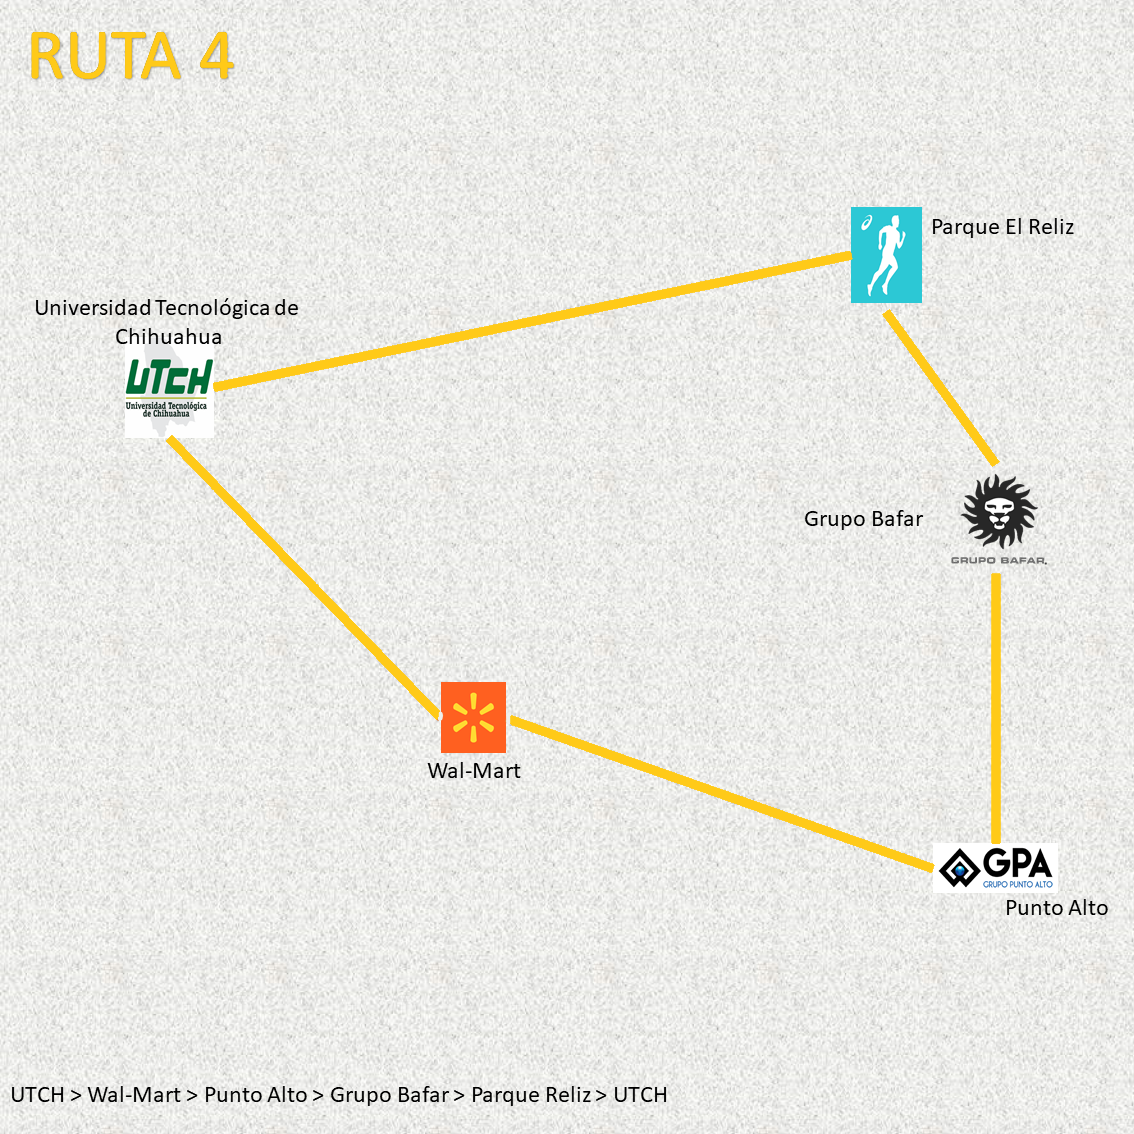 RUTA 4
Parque El Reliz
Universidad Tecnológica de
Chihuahua
UTCH
Universidad Tecnológica
de Chihuahua
Grupo Bafar
GRUPO BAFAR.
Wal-Mart
GPA
GRUPO PUNTO ALTO
Punto Alto
UTCH > Wal-Mart > Punto Alto > Grupo Bafar > Parque Reliz > UTCH